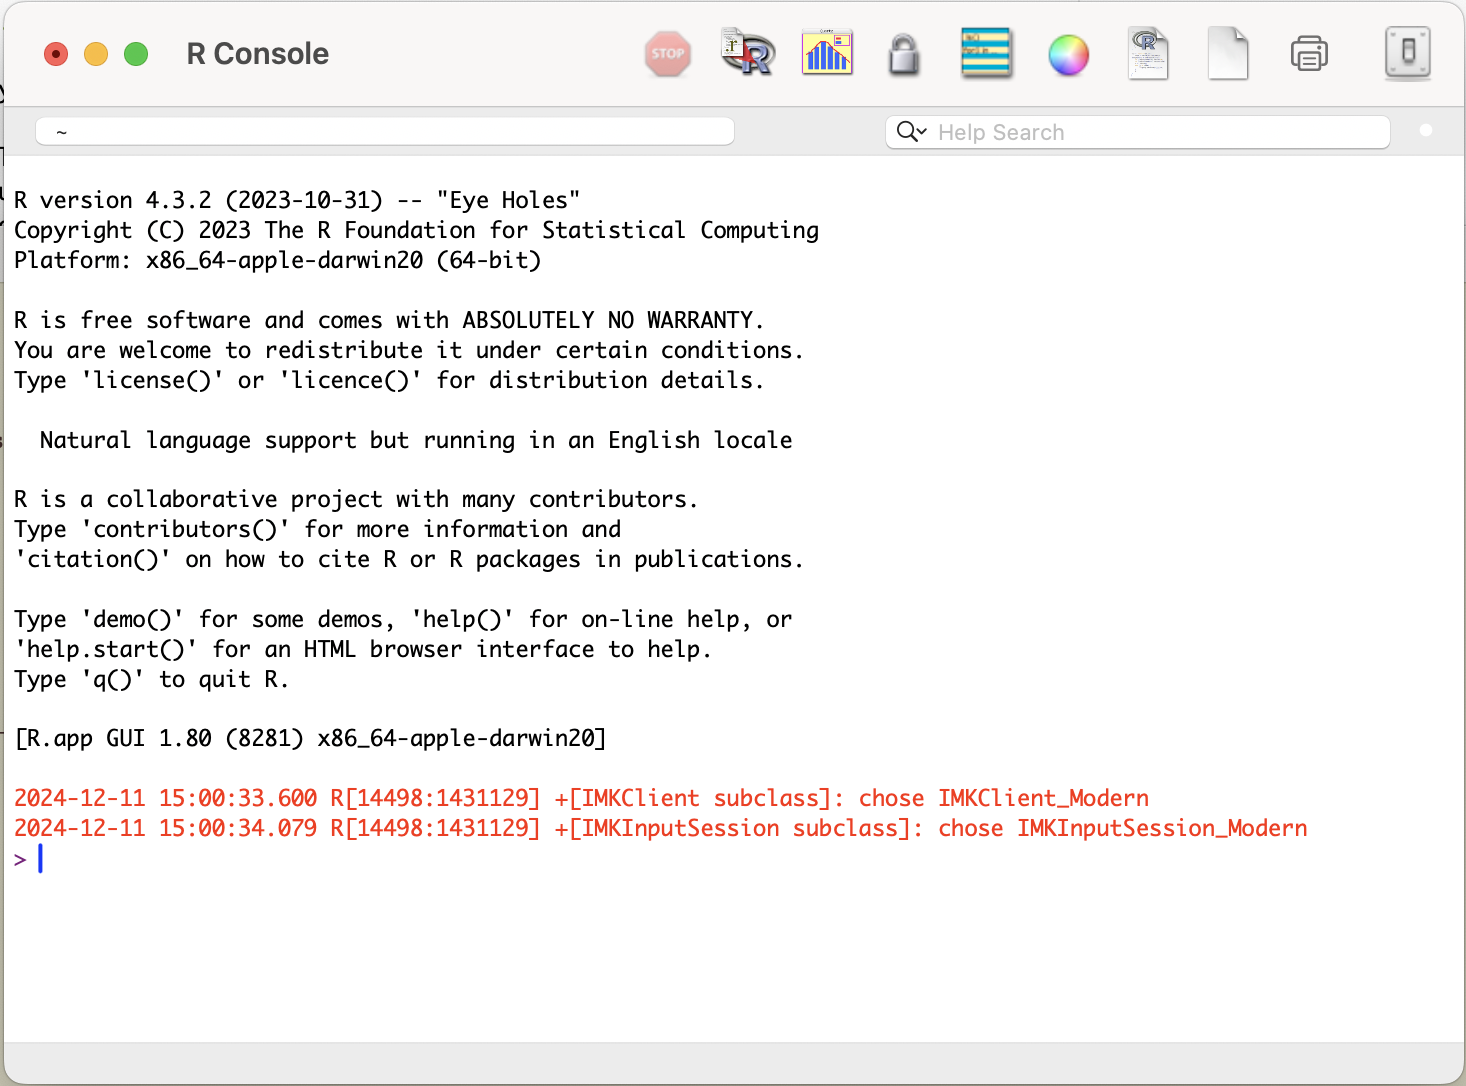 R Console
STOP
~
Help Search
R version 4.3.2 (2023-10-31) -- "Eye Holes"
Copyright (C) 2023 The R Foundation for Statistical Computing
Platform: x86_64-apple-darwin20 (64-bit)
R is free software and comes with ABSOLUTELY NO WARRANTY.
You are welcome to redistribute it under certain conditions.
Type 'license()' or 'licence()' for distribution details.
Natural language support but running in an English locale
R is a collaborative project with many contributors.
Type 'contributors()' for more information and
'citation()' on how to cite R or R packages in publications.
Type 'demo()' for some demos, 'help()' for on-line help, or
'help.start()' for an HTML browser interface to help.
Type 'q()' to quit R.
[R.app GUI 1.80 (8281) x86_64-apple-darwin20]
2024-12-11 15:00:33.600 R[14498:1431129] +[IMKClient subclass]: chose IMKClient_Modern
2024-12-11 15:00:34.079 R[14498:1431129] +[IMKInputSession subclass]: chose IMKInputSession_Modern
>